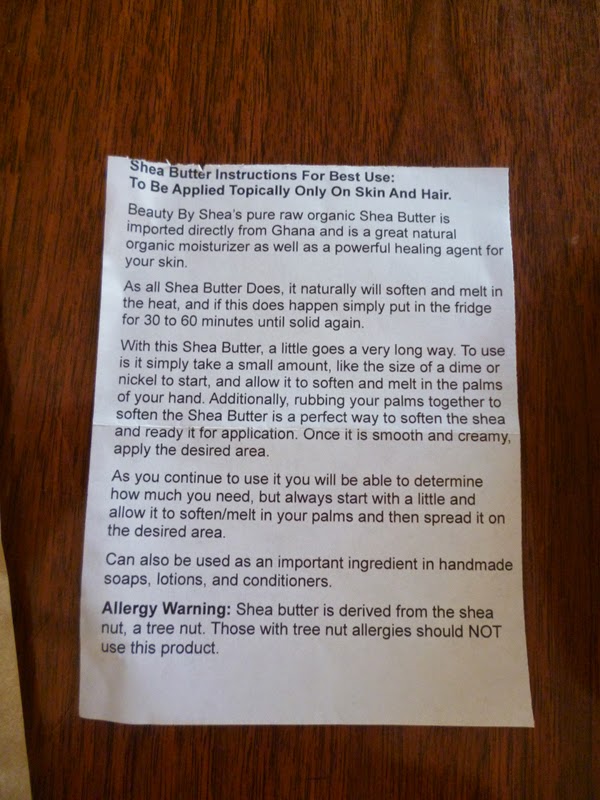 Shea Butter Instructions For Best Use:
To Be Applied Topically Only On Skin And Hair.
Beauty By Shea's pure raw organic Shea Butter is
imported directly from Ghana and is a great natural
organic moisturizer as well as a powerful healing agent for
your skin.
As all Shea Butter Does, it naturally will soften and melt in
the heat, and if this does happen simply put in the fridge
for 30 to 60 minutes until solid again.
With this Shea Butter, a little goes a very long way. To use
is it simply take a small amount, like the size of a dime or
nickel to start, and allow it to soften and melt in the palms
of your hand. Additionally, rubbing your palms together to
soften the Shea Butter is a perfect way to soften the shea
and ready it for application. Once it is smooth and creamy,
apply the desired area.
As you continue to use it you will be able to determine
how much you need, but always start with a little and
allow it to soften/melt in your palms and then spread it on
the desired area.
Can also be used as an important ingredient in handmade
soaps, lotions, and conditioners.
Allergy Warning: Shea butter is derived from the shea
nut, a tree nut. Those with tree nut allergies should NOT
use this product.